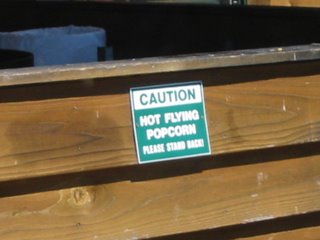 CAUTION
HOT FLYING
POPCORN
PLEASE STAND BACK!